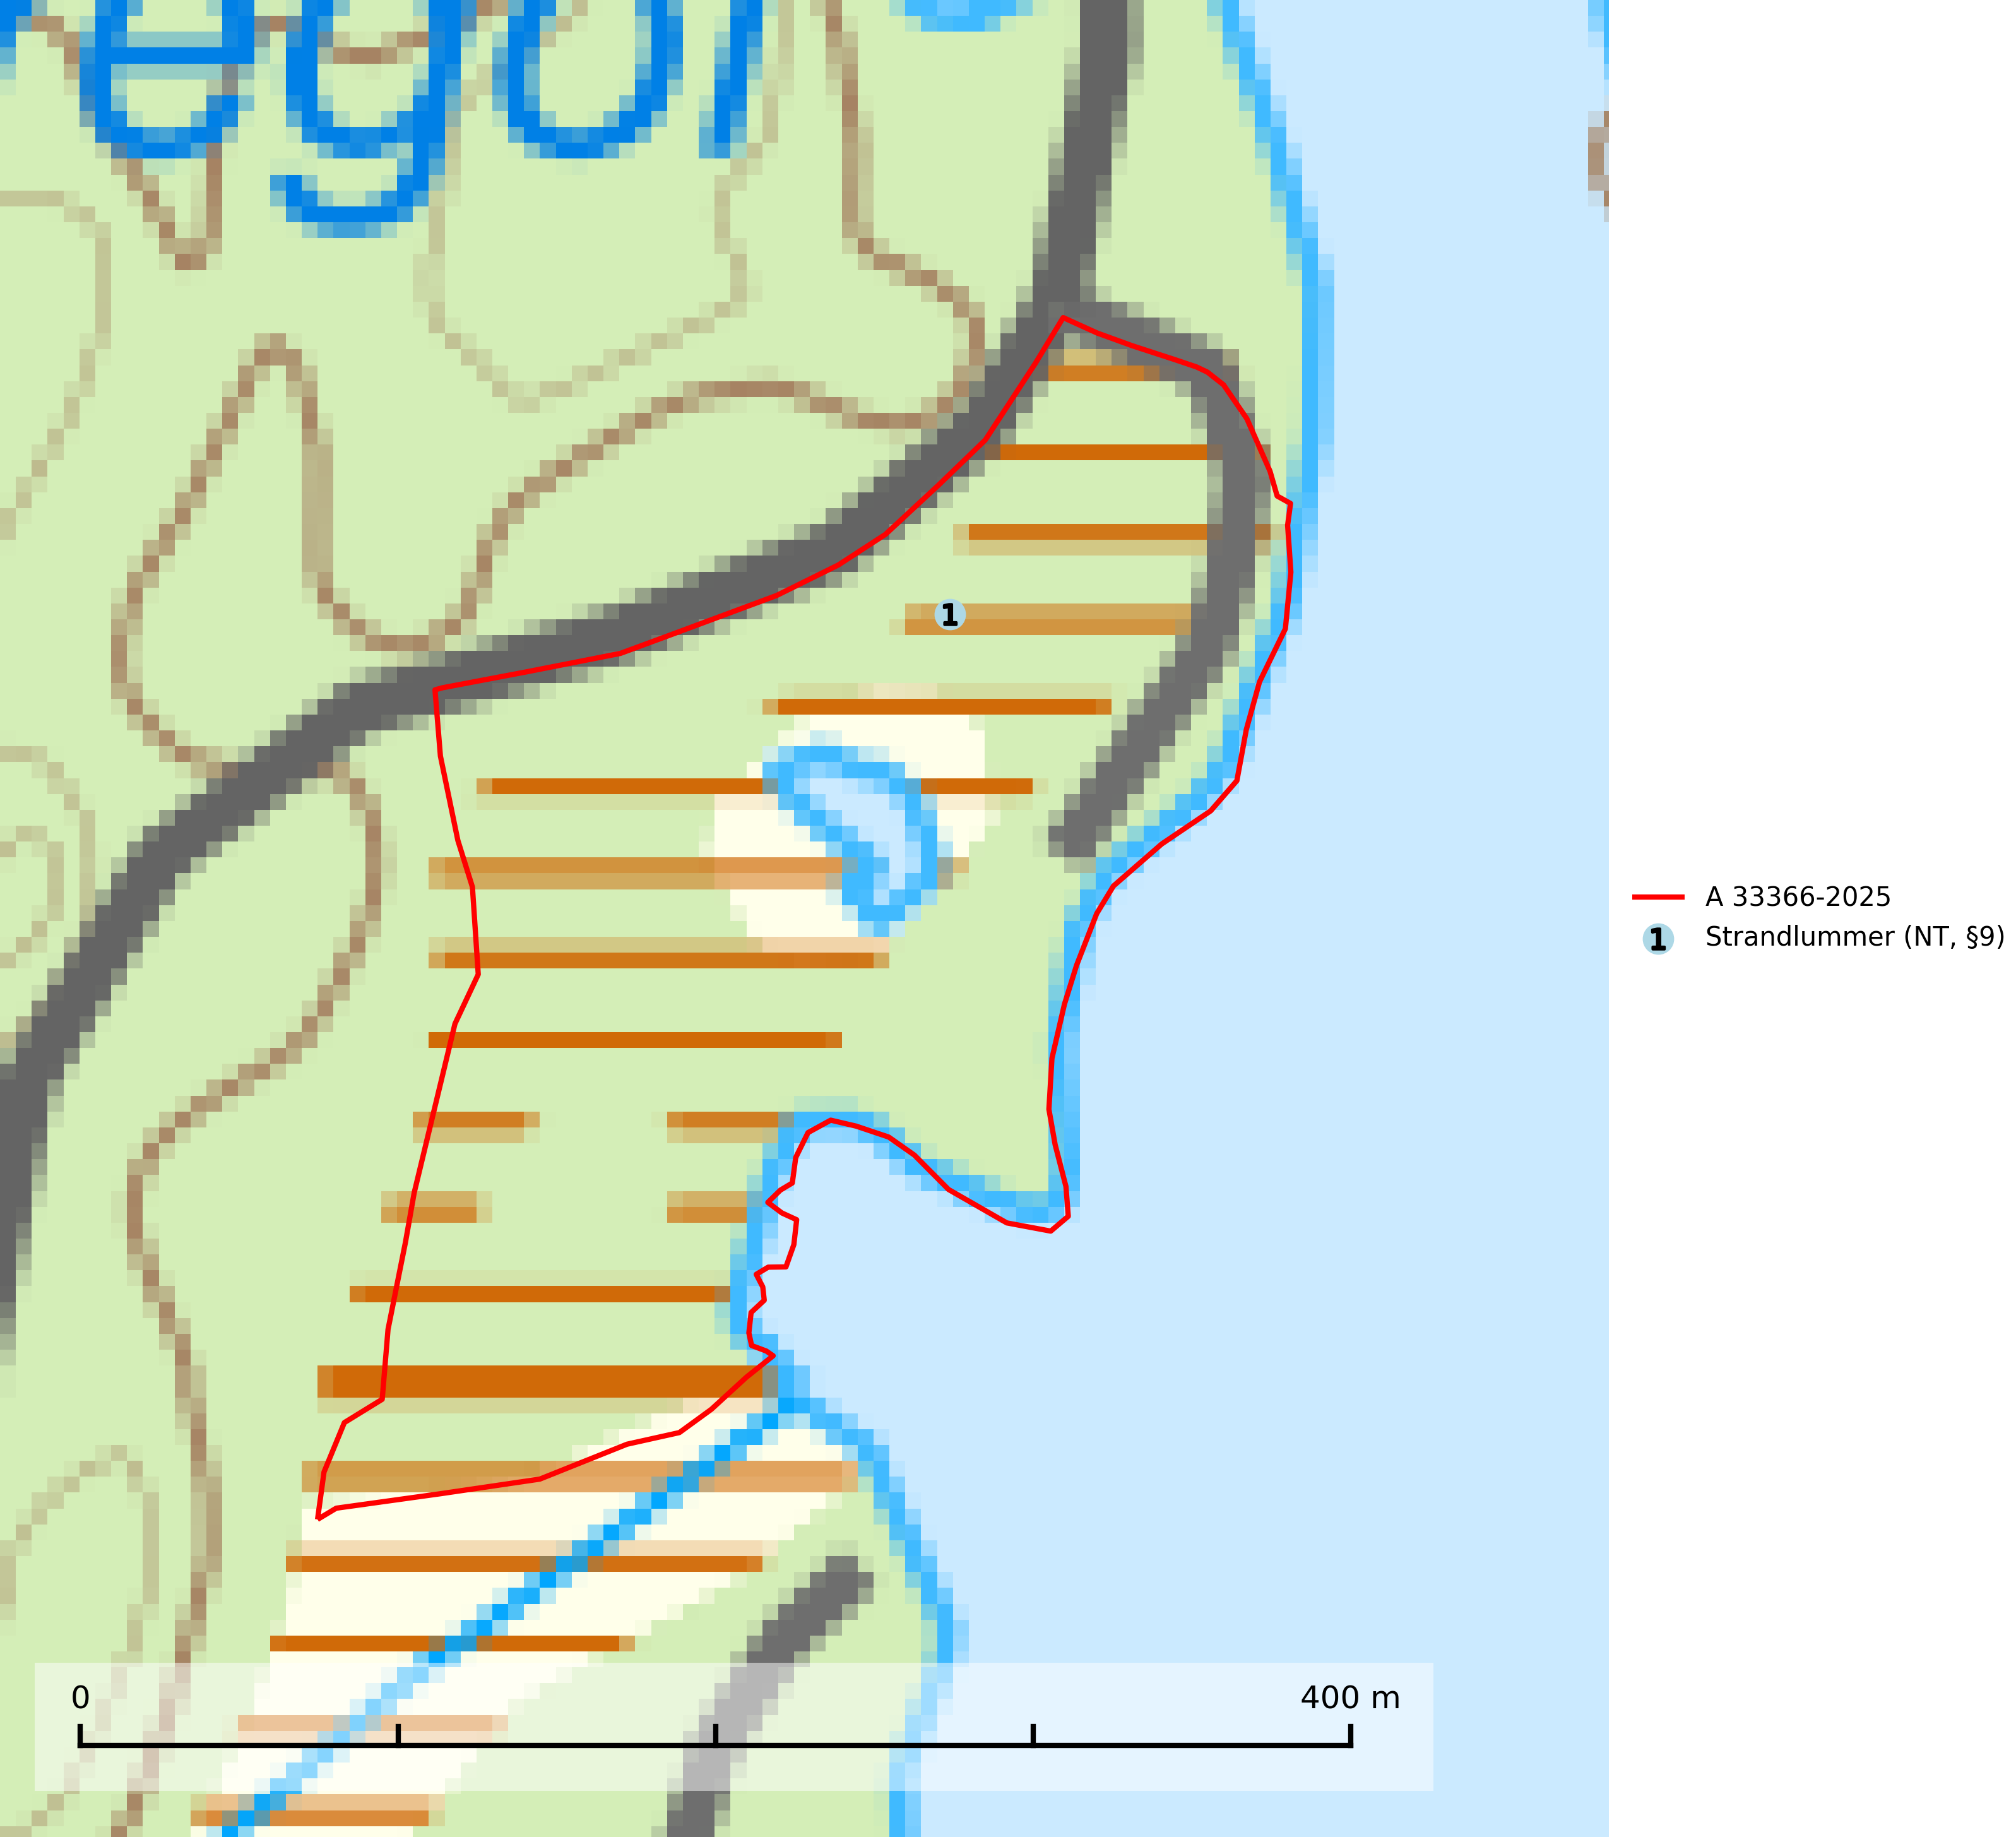 1
A 33366-2025
1 Strandlummer (NT, §9)
0 400 m